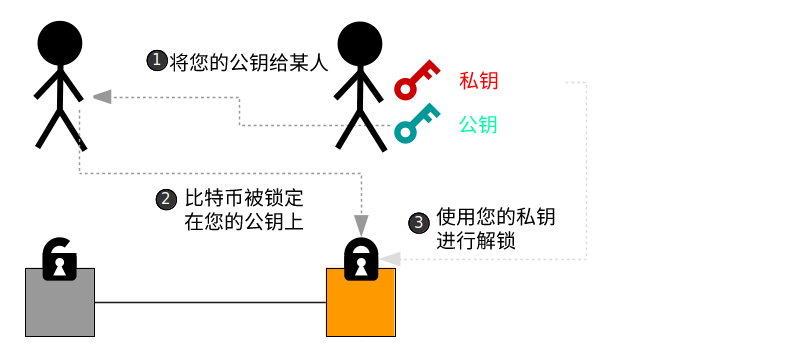 1 将您的公钥给某人
私钥
公钥
2 比特币被锁定
在您的公钥上
3 使用您的私钥
进行解锁